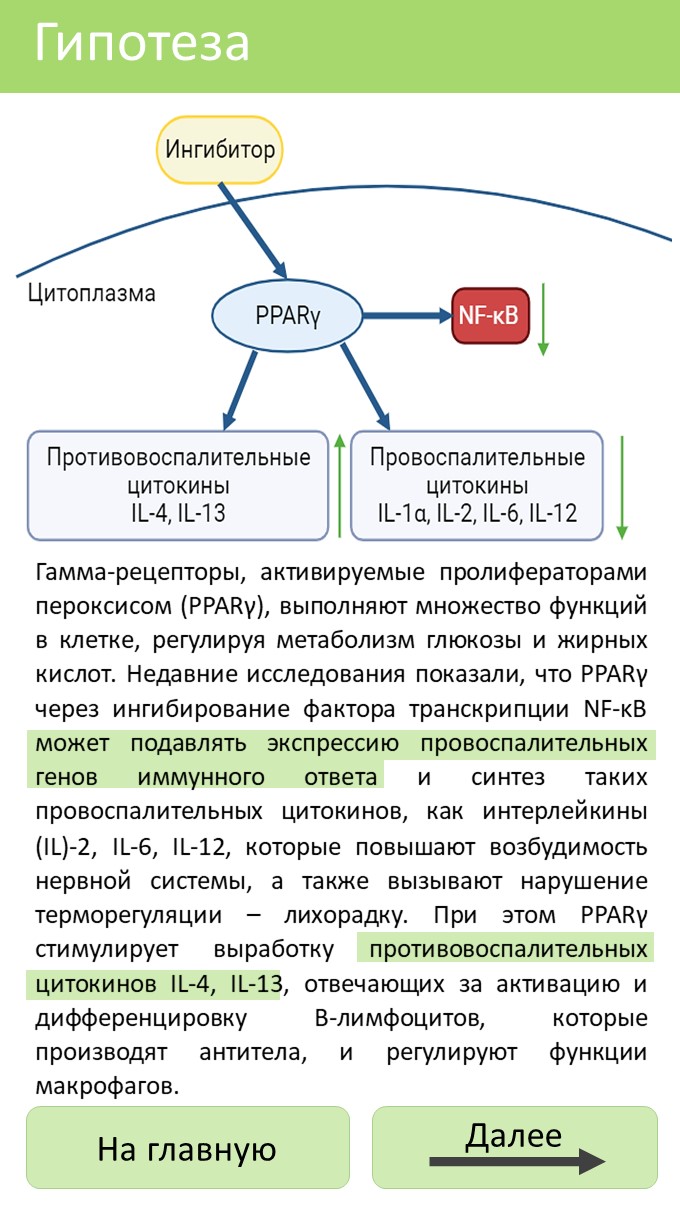 Гипотеза
Ингибитор
Цитоплазма
PPARγ
NF-κB
Противовоспалительные
цитокины
IL-4, IL-13
Провоспалительные
цитокины
IL-1α, IL-2, IL-6, IL-12
Гамма-рецепторы, активируемые пролифераторами
пероксисом (PPARγ), выполняют множество функций
в клетке, регулируя метаболизм глюкозы и жирных
кислот. Недавние исследования показали, что PPARγ
через ингибирование фактора транскрипции NF-κB
может подавлять экспрессию провоспалительных
генов иммунного ответа и синтез таких
провоспалительных цитокинов, как интерлейкины
(IL)-2, IL-6, IL-12, которые повышают возбудимость
нервной системы, а также вызывают нарушение
терморегуляции – лихорадку. При этом PPARγ
стимулирует выработку противовоспалительных
цитокинов IL-4, IL-13, отвечающих за активацию и
дифференцировку В-лимфоцитов, которые
производят антитела, и регулируют функции
макрофагов.
На главную
Далее